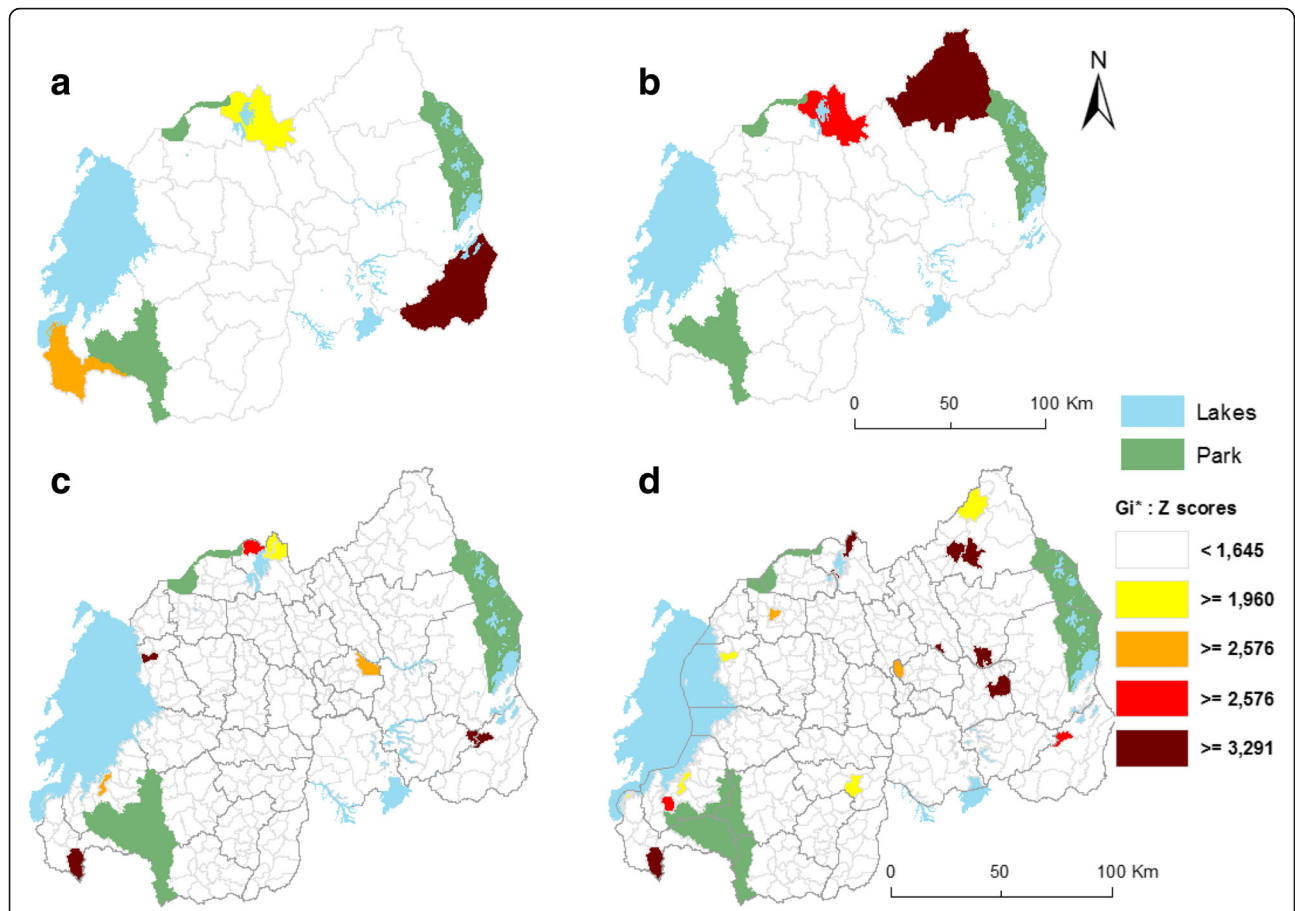 a
b
N
0 50 100 Km
Lakes
Park
c
d
Gi* : Z scores
< 1,645
>= 1,960
>= 2,576
>= 2,576
>= 3,291
0 50 100 Km